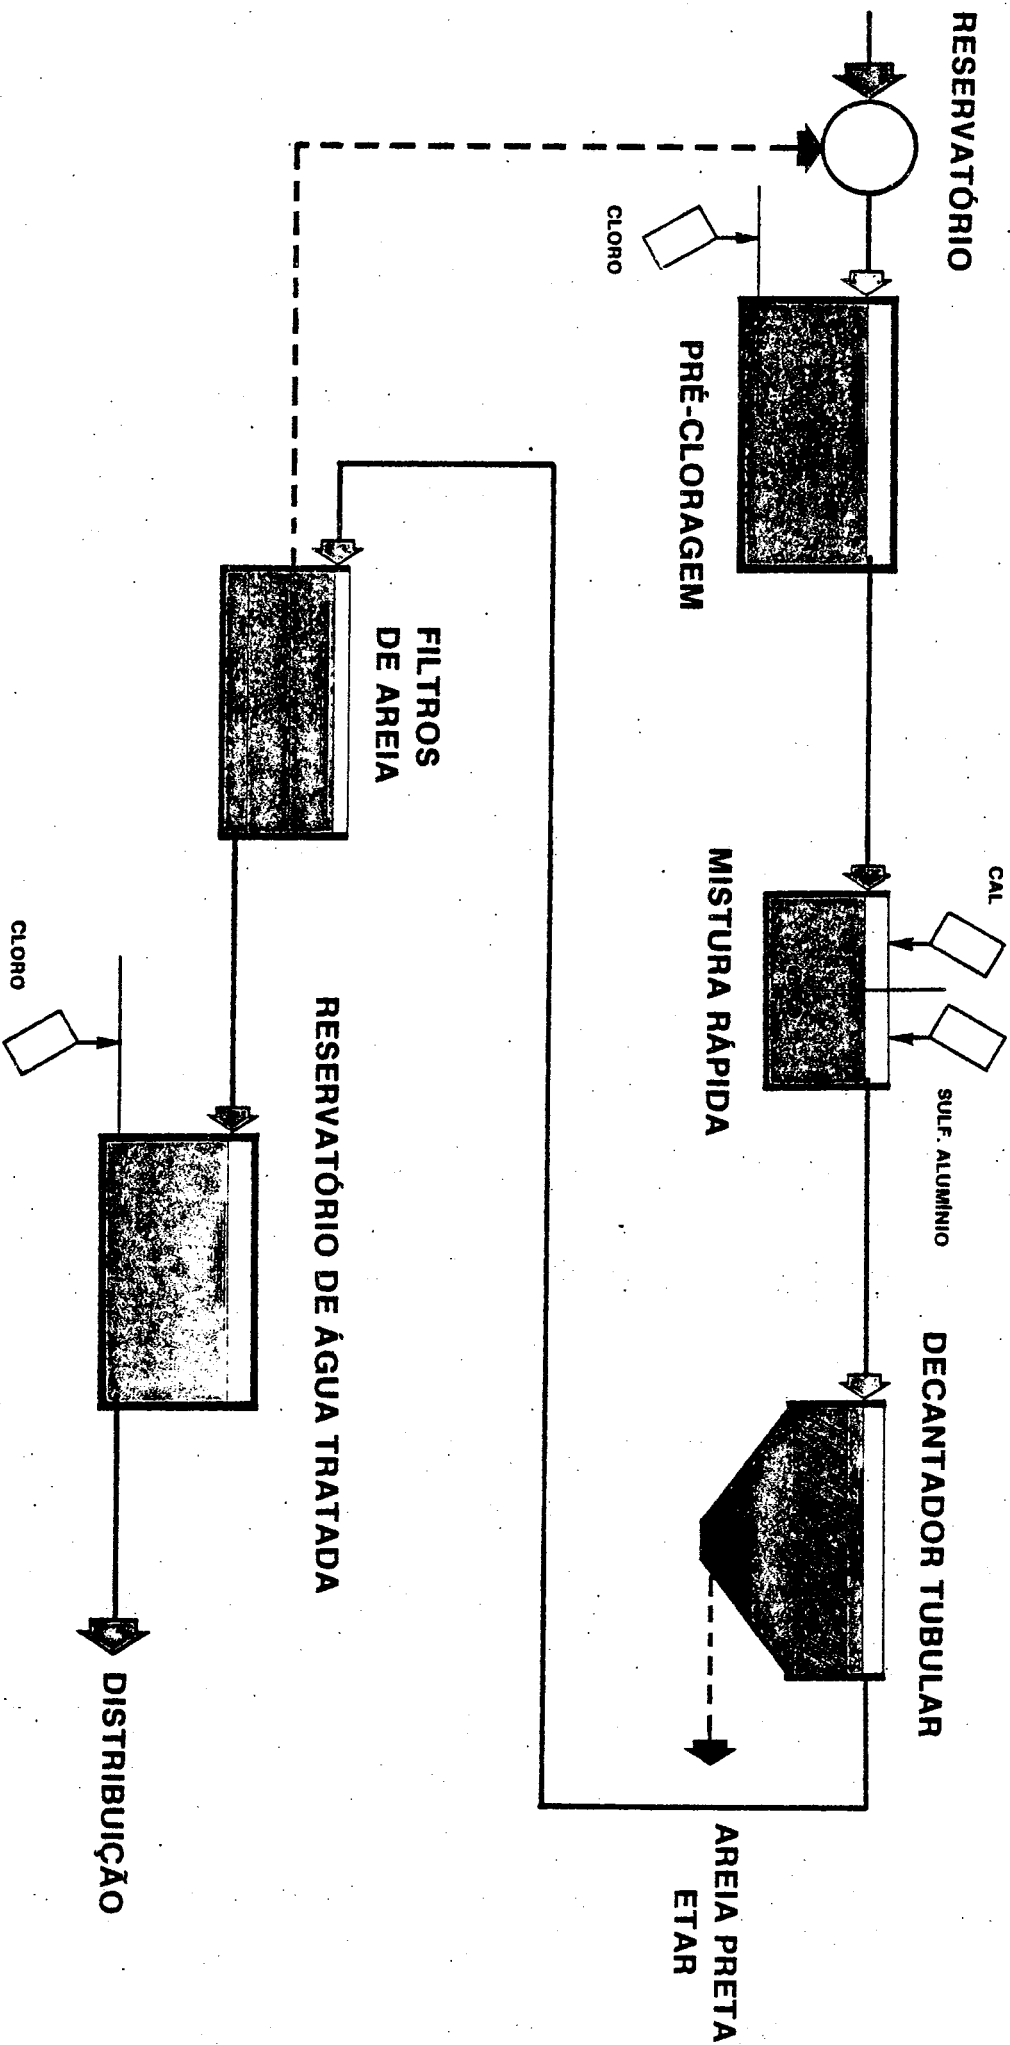 RESERVATÓRIO
CLORO
PRÉ-CLORAGEM
CAL
SULF. ALUMÍNIO
MISTURA RÁPIDA
DECANTADOR TUBULAR
AREIA PRETA
ETAR
FILTROS
DE AREIA
CLORO
RESERVATÓRIO DE ÁGUA TRATADA
DISTRIBUIÇÃO